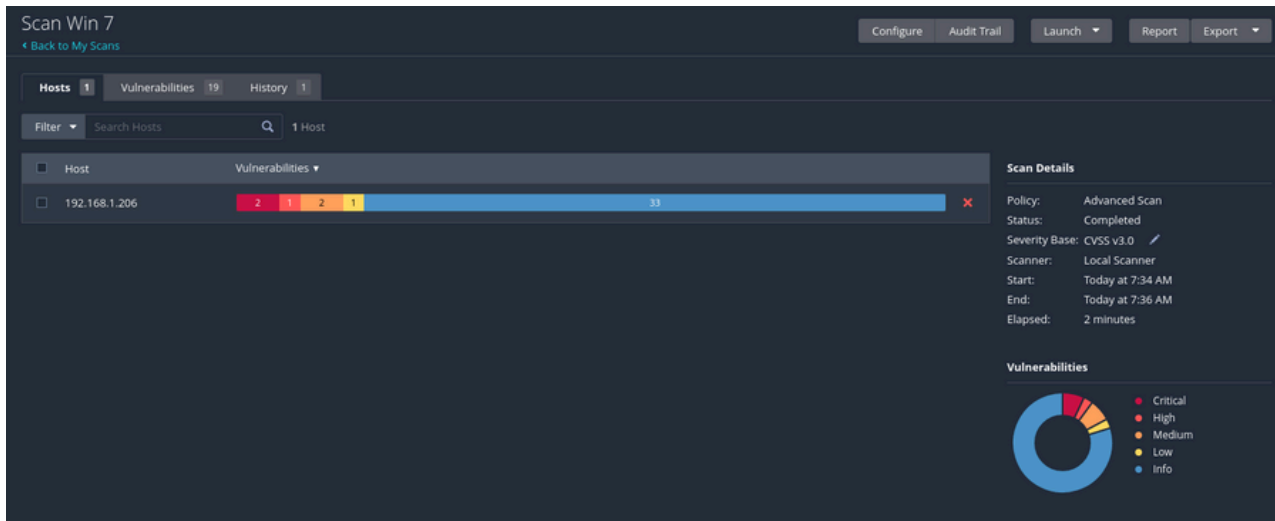 Scan Win 7
Back to My Scans
Configure Audit Trail Launch Report Export
Hosts 1 Vulnerabilities 19 History 1
Filter Search Hosts 1 Host
Host Vulnerabilities
192.168.1.206 2 1 2 1 33
Scan Details
Policy: Advanced Scan
Status: Completed
Severity Base: CVSS v3.0
Scanner: Local Scanner
Start: Today at 7:34 AM
End: Today at 7:36 AM
Elapsed: 2 minutes
Vulnerabilities
Critical
High
Medium
Low
Info